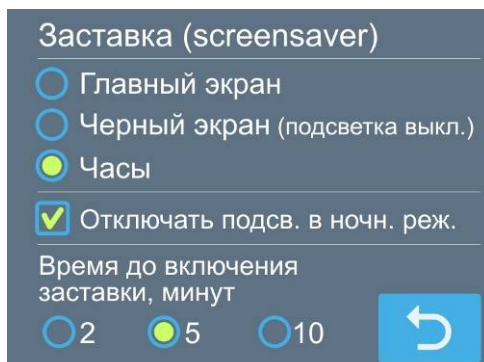 Заставка (screensaver)
Главный экран
Черный экран (подсветка выкл.)
Часы
Отключать подсв. в ночн. реж.
Время до включения
заставки, минут
2 5 10